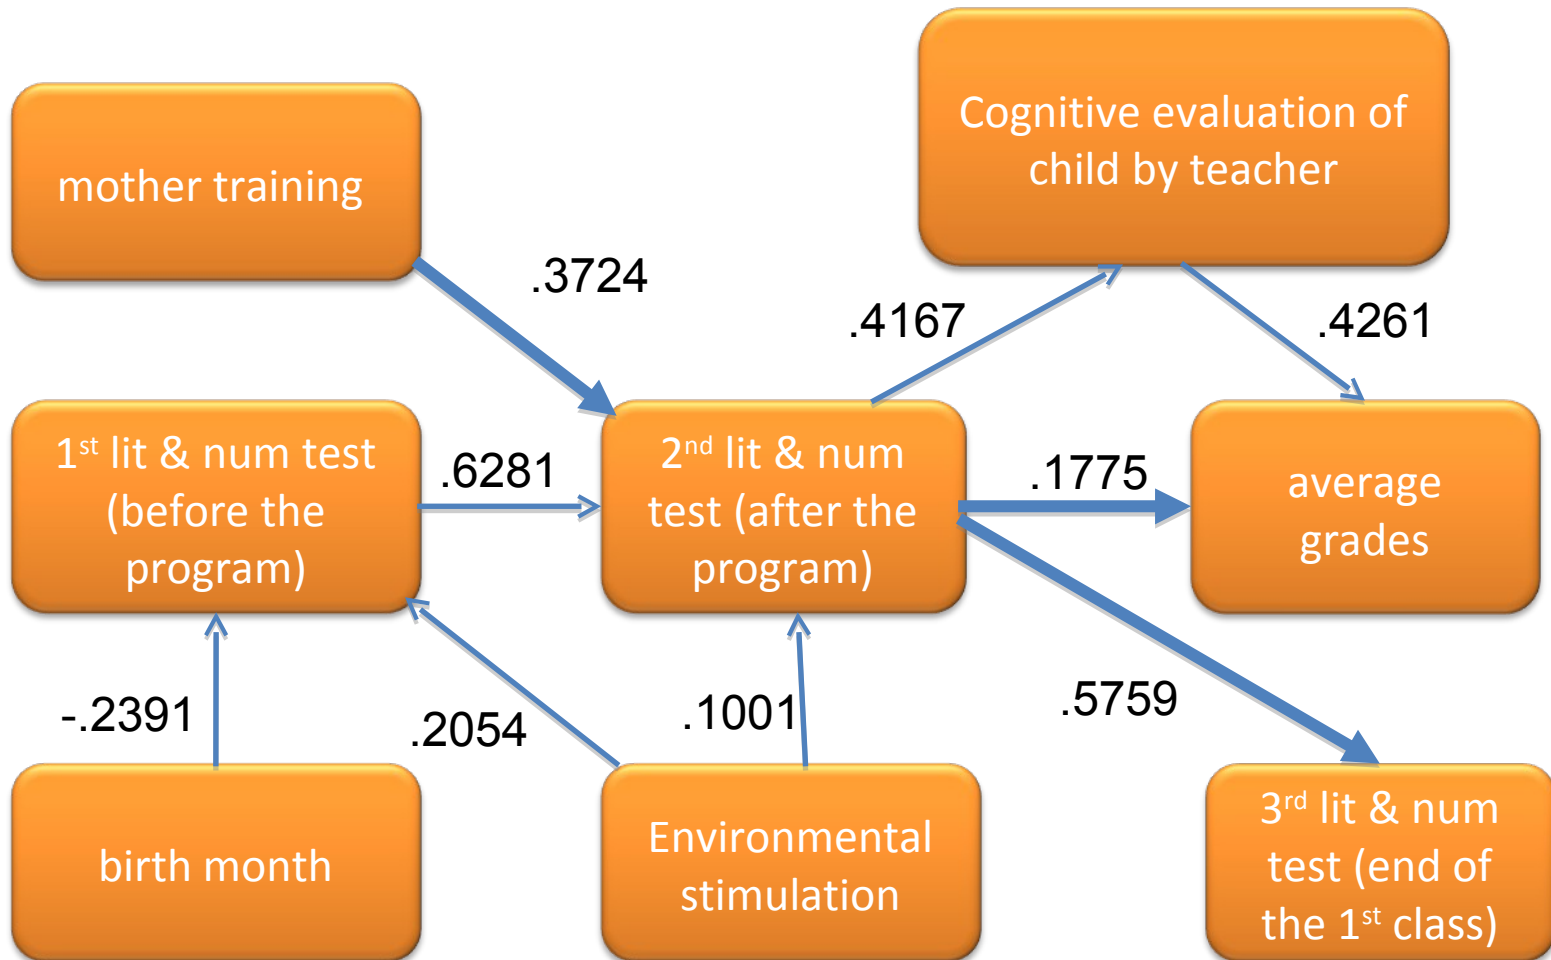 Cognitive evaluation of
child by teacher
mother training
.3724
.4167
.4261
1st lit & num test
(before the
program)
.6281
2nd lit & num
test (after the
program)
.1775
average
grades
-.2391
.2054
.1001
.5759
birth month
Environmental
stimulation
3rd lit & num
test (end of
the 1st class)